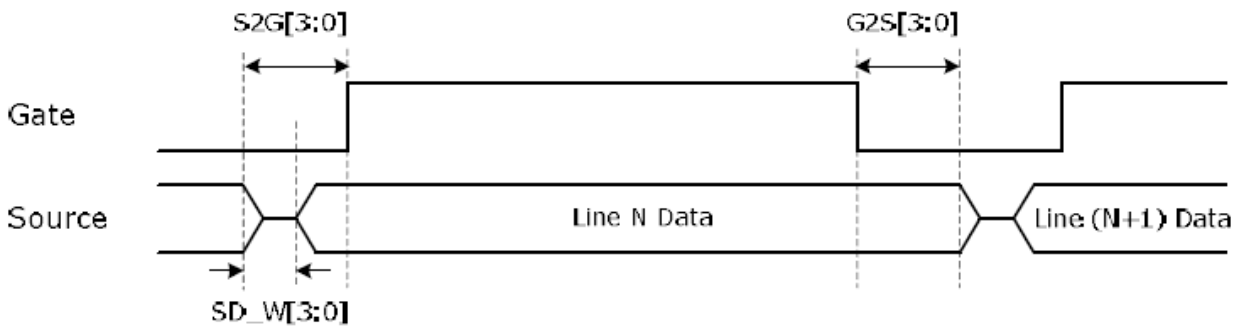 S2G[3:0] G2S[3:0]
Gate
Source Line N Data Line (N+1) Data
SD_W[3:0]